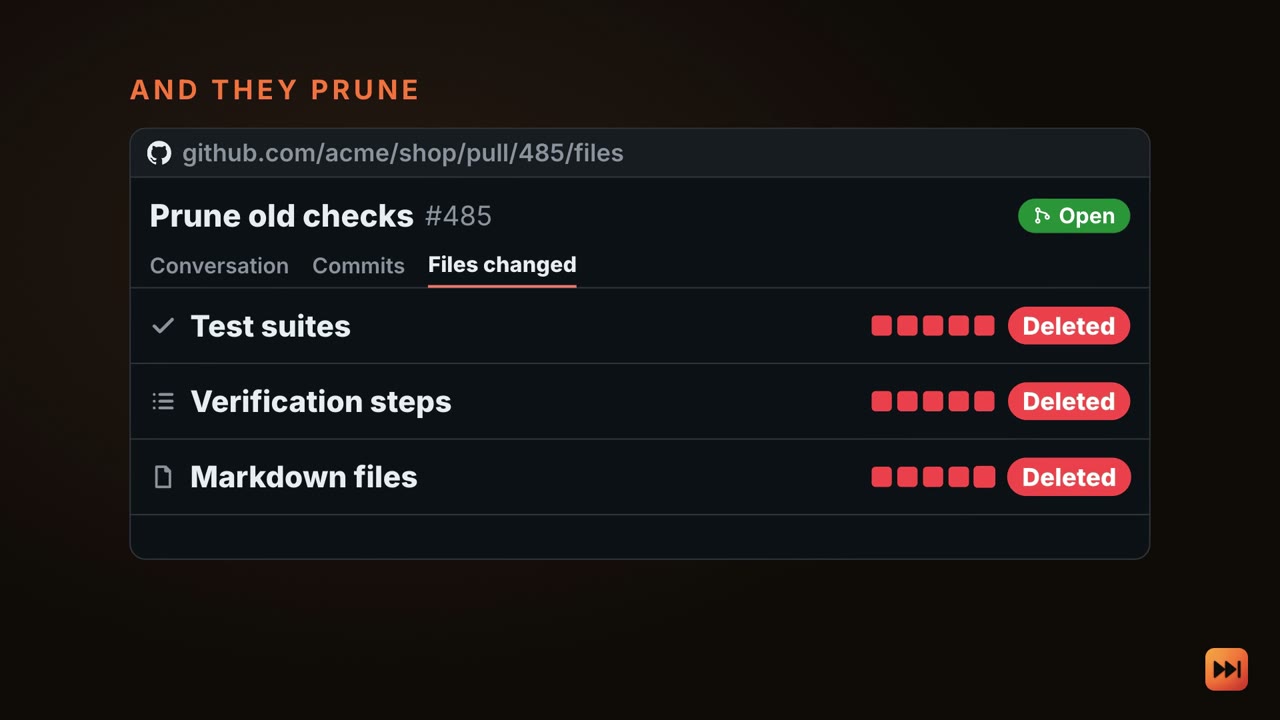 AND THEY PRUNE
github.com/acme/shop/pull/485/files
Prune old checks #485
Open
Conversation Commits Files changed
Test suites Deleted
Verification steps Deleted
Markdown files Deleted